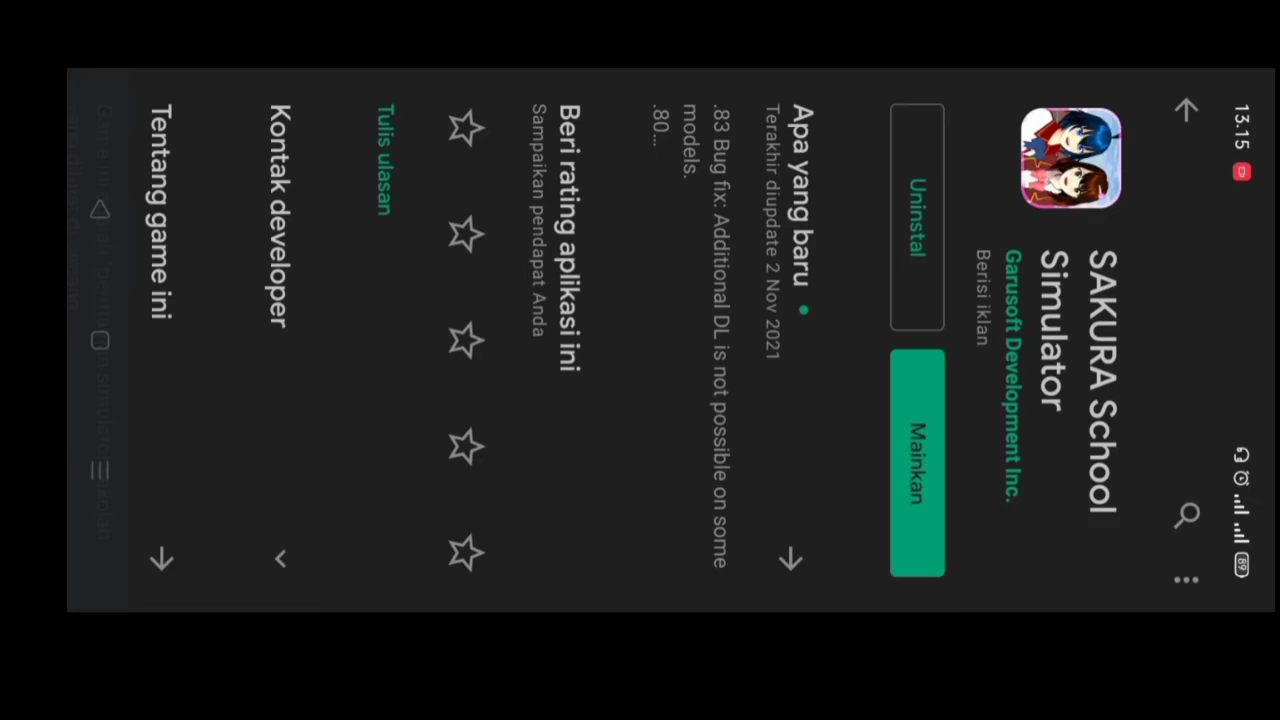 13.15
89
SAKURA School
Simulator
Garusoft Development Inc.
Berisi iklan
Uninstal
Mainkan
Apa yang baru
Terakhir diupdate 2 Nov 2021
.83 Bug fix: Additional DL is not possible on some
models.
.80...
Beri rating aplikasi ini
Sampaikan pendapat Anda
Tulis ulasan
Kontak developer
Tentang game ini